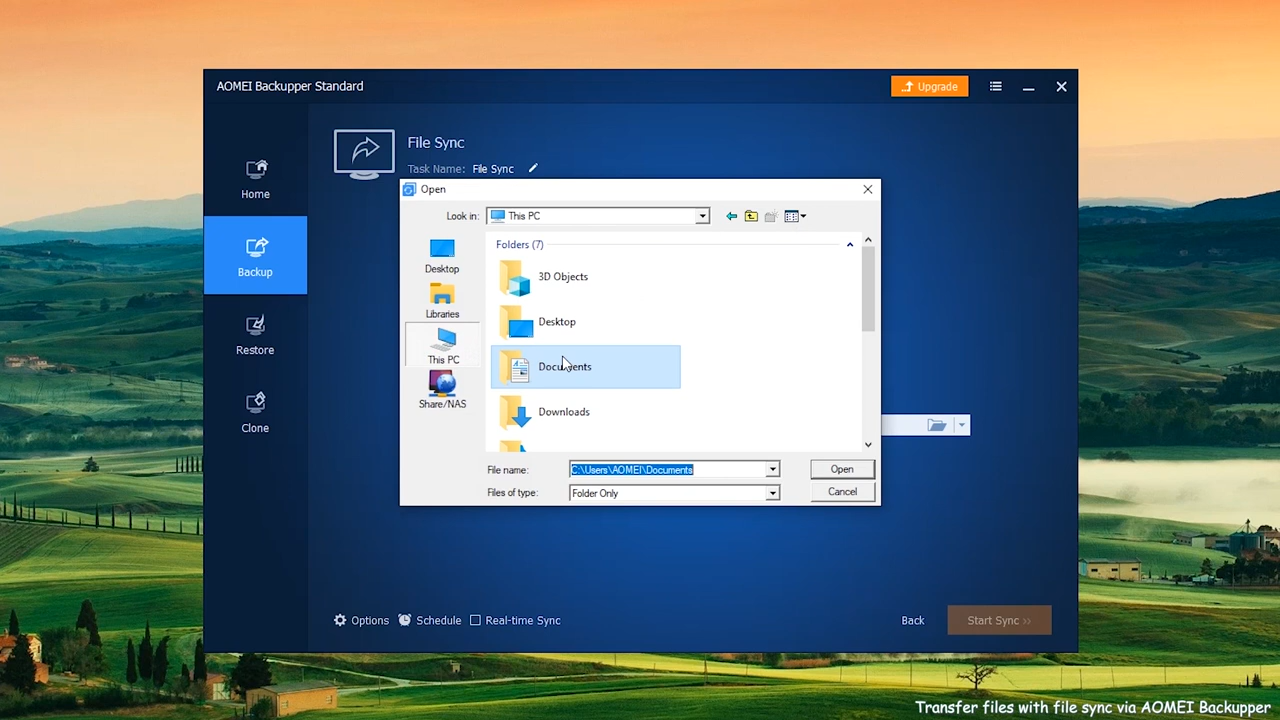 AOMEI Backupper Standard
Upgrade
File Sync
Task Name: File Sync
Home
Backup
Restore
Clone
Open
Look in: This PC
Desktop
Libraries
This PC
Share/NAS
Folders (7)
3D Objects
Desktop
Documents
Downloads
File name: C:\Users\AOMEI\Documents
Open
Files of type: Folder Only
Cancel
Options Schedule Real-time Sync
Back
Start Sync >>
Transfer files with file sync via AOMEI Backupper